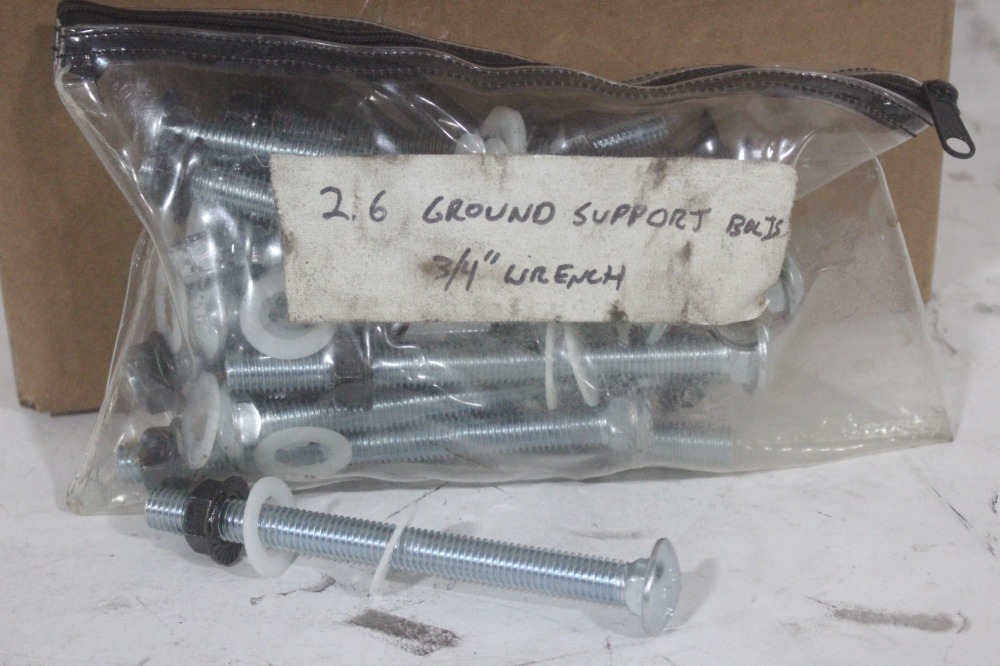 2.6 GROUND SUPPORT BOLTS
3/4" WRENCH